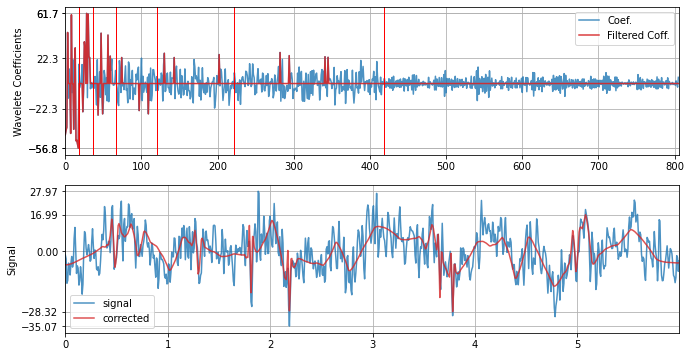 61.7
22.3
−22.3
−56.8
Wavelete Coefficients
Coef.
Filtered Coff.
0 100 200 300 400 500 600 700 800
27.97
16.99
0.00
−28.32
−35.07
Signal
signal
corrected
0 1 2 3 4 5